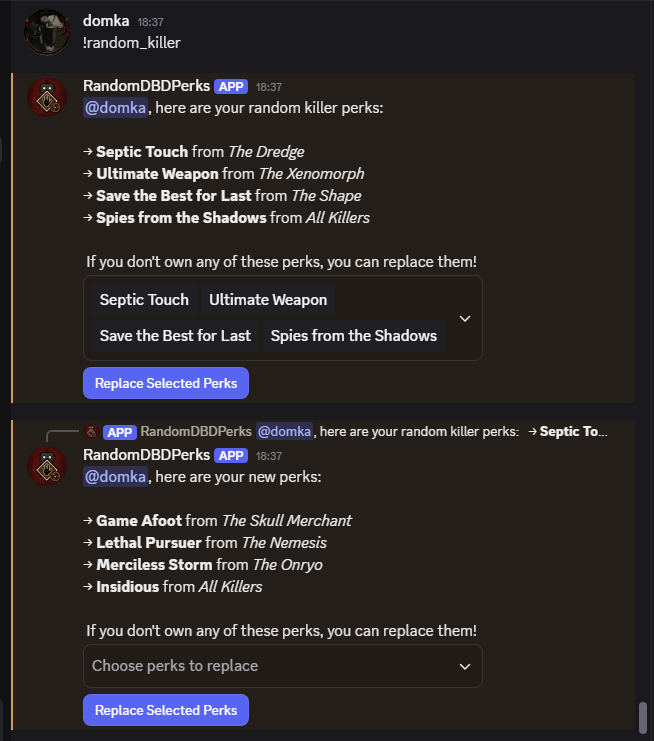 domka 18:37
!random_killer
RandomDBDPerks APP 18:37
@domka, here are your random killer perks:
→ Septic Touch from The Dredge
→ Ultimate Weapon from The Xenomorph
→ Save the Best for Last from The Shape
→ Spies from the Shadows from All Killers
If you don't own any of these perks, you can replace them!
Septic Touch Ultimate Weapon
Save the Best for Last Spies from the Shadows
Replace Selected Perks
APP RandomDBDPerks @domka, here are your random killer perks: → Septic To...
RandomDBDPerks APP 18:37
@domka, here are your new perks:
→ Game Afoot from The Skull Merchant
→ Lethal Pursuer from The Nemesis
→ Merciless Storm from The Onryo
→ Insidious from All Killers
If you don't own any of these perks, you can replace them!
Choose perks to replace
Replace Selected Perks